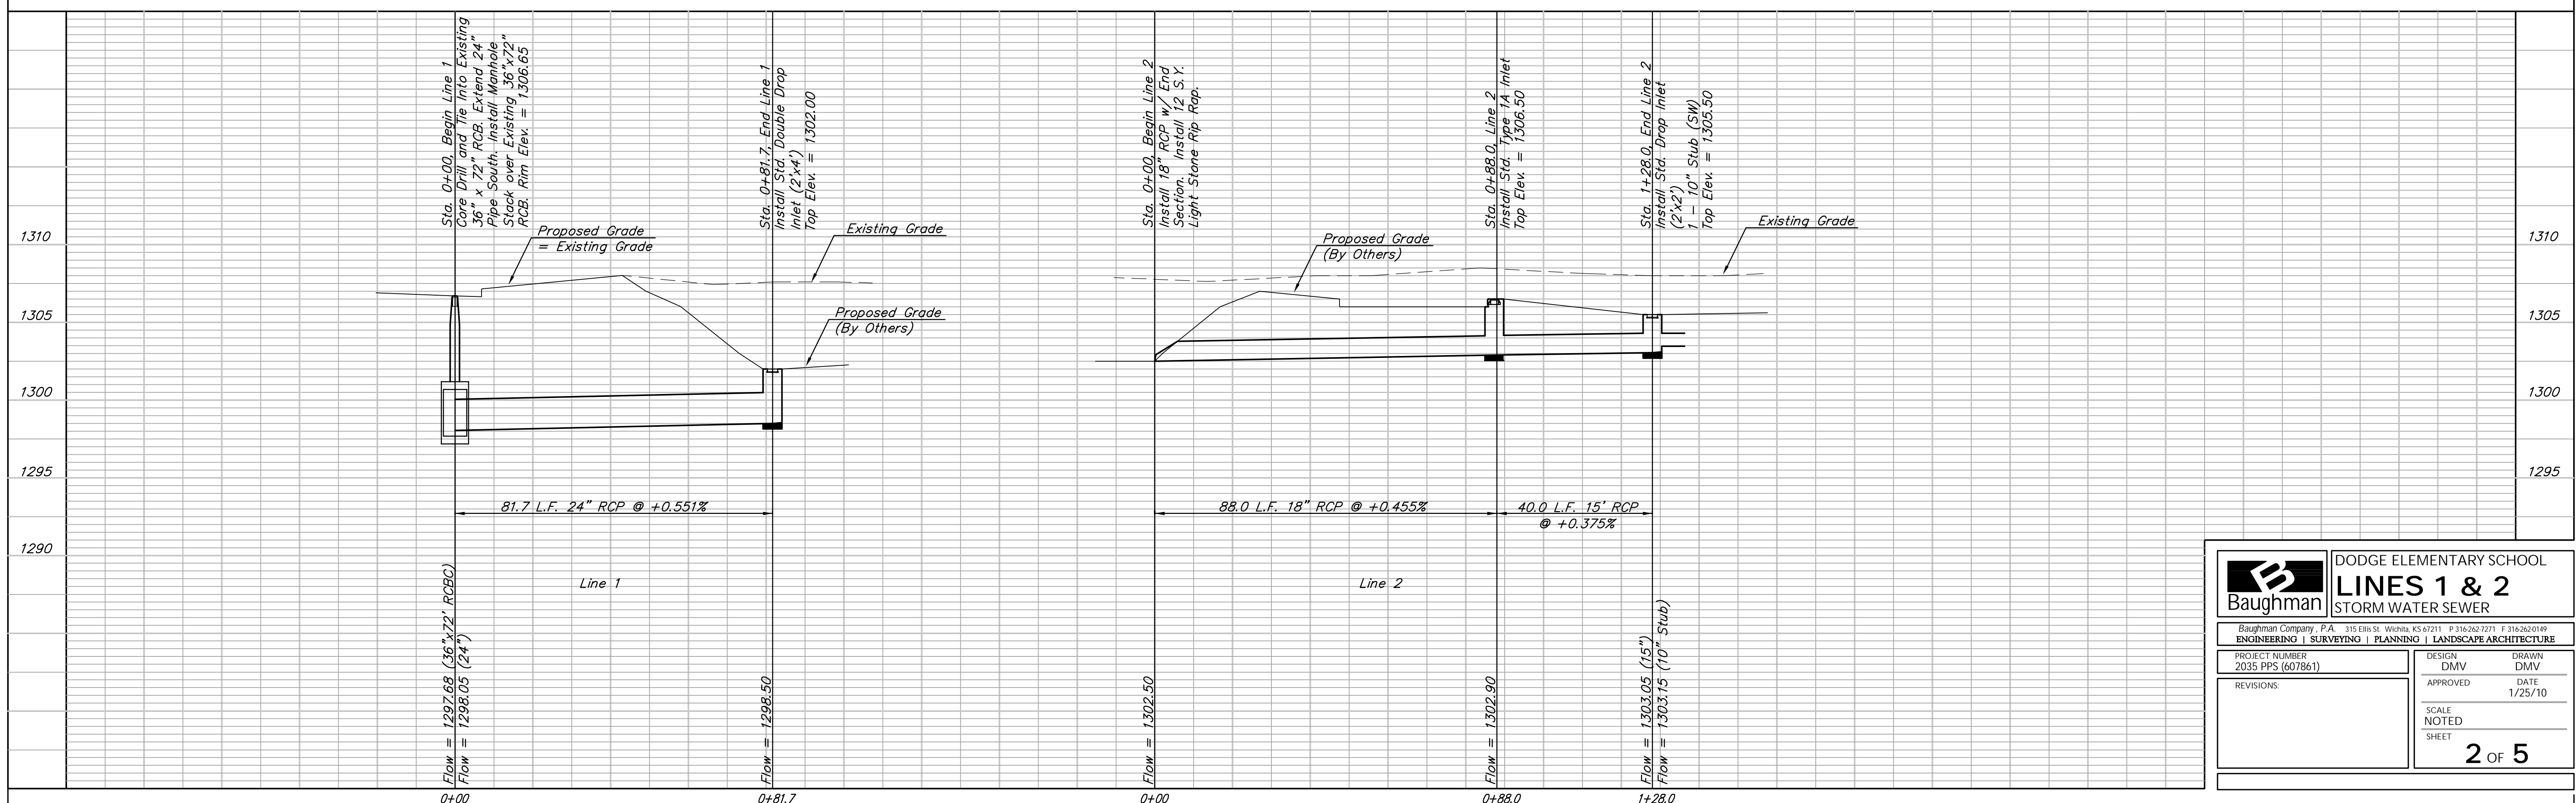 Sta. 0+00, Begin Line 1
Core Drill and Tie Into Existing
36" x 72" RCB. Extend 24"
Pipe South. Install Manhole
Stack over Existing 36"x72"
RCB. Rim Elev. = 1306.65
Sta. 0+81.7, End Line 1
Install Std. Double Drop
Inlet (2'x4')
Top Elev. = 1302.00
Sta. 0+00, Begin Line 2
Install 18" RCP w/ End
Section. Install 12 S.Y.
Light Stone Rip Rap.
Sta. 0+88.0, Line 2
Install Std. Type 1A Inlet
Top Elev. = 1306.50
Sta. 1+28.0, End Line 2
Install Std. Drop Inlet
(2'x2')
1 - 10" Stub (SW)
Top Elev. = 1305.50
1310
1305
1300
1295
1290
Proposed Grade
= Existing Grade
Existing Grade
Proposed Grade
(By Others)
Proposed Grade
(By Others)
Existing Grade
1310
1305
1300
1295
81.7 L.F. 24" RCP @ +0.551%
88.0 L.F. 18" RCP @ +0.455%
40.0 L.F. 15' RCP
@ +0.375%
Line 1
Line 2
Flow = 1297.68 (36"x72' RCBC)
Flow = 1298.05 (24")
Flow = 1298.50
Flow = 1302.50
Flow = 1302.90
Flow = 1303.05 (15")
Flow = 1303.15 (10" Stub)
0+00
0+81.7
0+00
0+88.0
1+28.0
B
Baughman
DODGE ELEMENTARY SCHOOL
LINES 1 & 2
STORM WATER SEWER
Baughman Company, P.A. 315 Ellis St. Wichita, KS 67211 P 316-262-7271 F 316-262-0149
ENGINEERING | SURVEYING | PLANNING | LANDSCAPE ARCHITECTURE
PROJECT NUMBER
2035 PPS (607861)
REVISIONS:
DESIGN
DMV
DRAWN
DMV
APPROVED
DATE
1/25/10
SCALE
NOTED
SHEET
2 OF 5